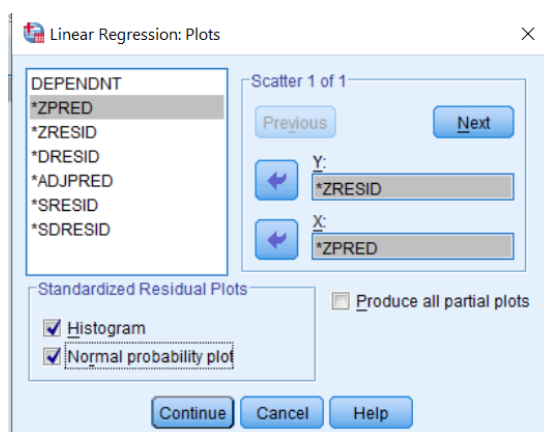 Linear Regression: Plots
DEPENDNT
*ZPRED
*ZRESID
*DRESID
*ADJPRED
*SRESID
*SDRESID
Scatter 1 of 1
Previous
Next
Y:
*ZRESID
X:
*ZPRED
Standardized Residual Plots
Histogram
Normal probability plot
Produce all partial plots
Continue
Cancel
Help